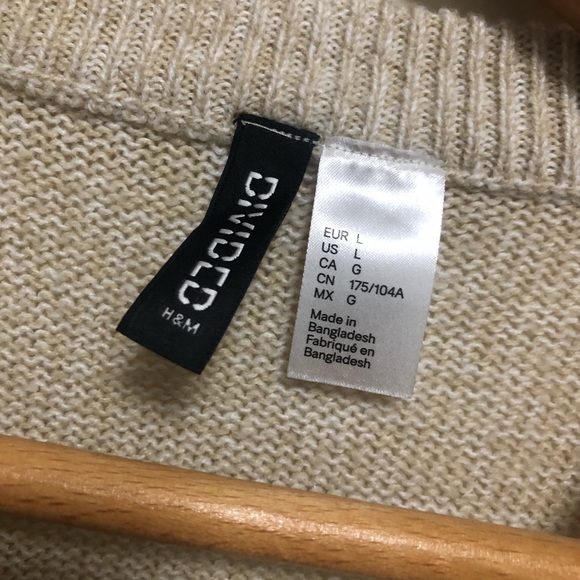 DIVIDED
H&M
EUR L
US L
CA G
CN 175/104A
MX G
Made in
Bangladesh
Fabriqué en
Bangladesh